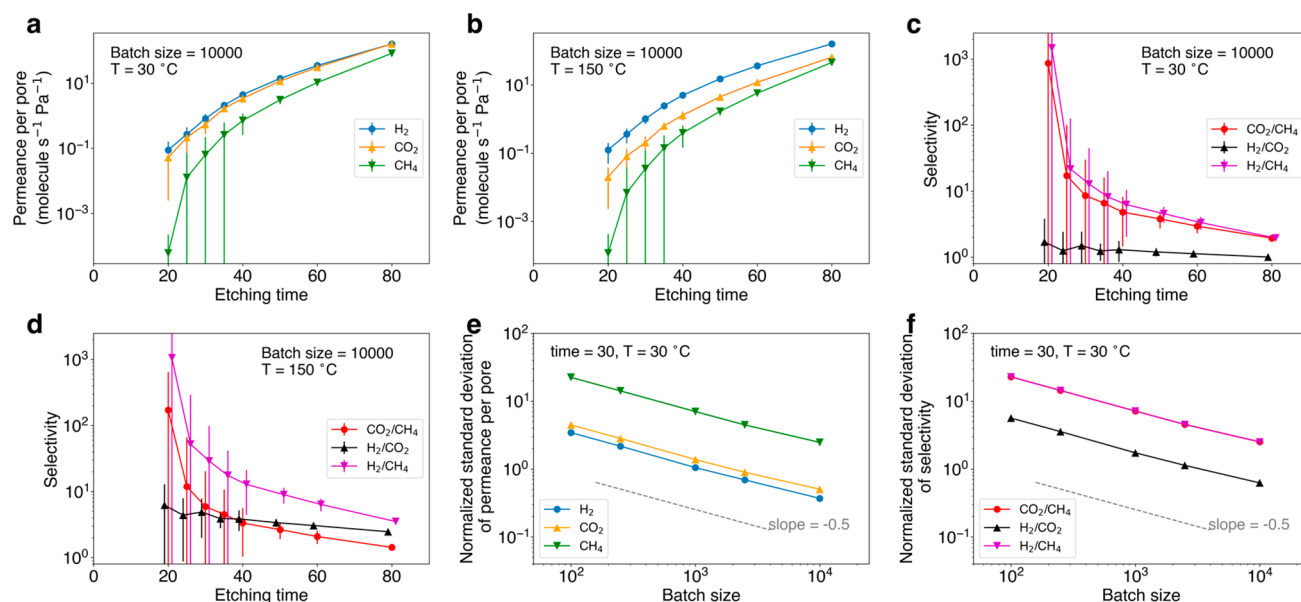 a
Permeance per pore
(molecule s⁻¹ Pa⁻¹)
10¹
10⁻¹
10⁻³
Batch size = 10000
T = 30 °C
H₂
CO₂
CH₄
0 20 40 60 80
Etching time
b
Permeance per pore
(molecule s⁻¹ Pa⁻¹)
10¹
10⁻¹
10⁻³
Batch size = 10000
T = 150 °C
H₂
CO₂
CH₄
0 20 40 60 80
Etching time
c
Selectivity
10³
10²
10¹
10⁰
Batch size = 10000
T = 30 °C
CO₂/CH₄
H₂/CO₂
H₂/CH₄
0 20 40 60 80
Etching time
d
Selectivity
10³
10²
10¹
10⁰
Batch size = 10000
T = 150 °C
CO₂/CH₄
H₂/CO₂
H₂/CH₄
0 20 40 60 80
Etching time
e
Normalized standard deviation
of permeance per pore
10²
10¹
10⁰
10⁻¹
time = 30, T = 30 °C
H₂
CO₂
CH₄
slope = -0.5
10² 10³ 10⁴
Batch size
f
Normalized standard deviation
of selectivity
10²
10¹
10⁰
10⁻¹
time = 30, T = 30 °C
CO₂/CH₄
H₂/CO₂
H₂/CH₄
slope = -0.5
10² 10³ 10⁴
Batch size